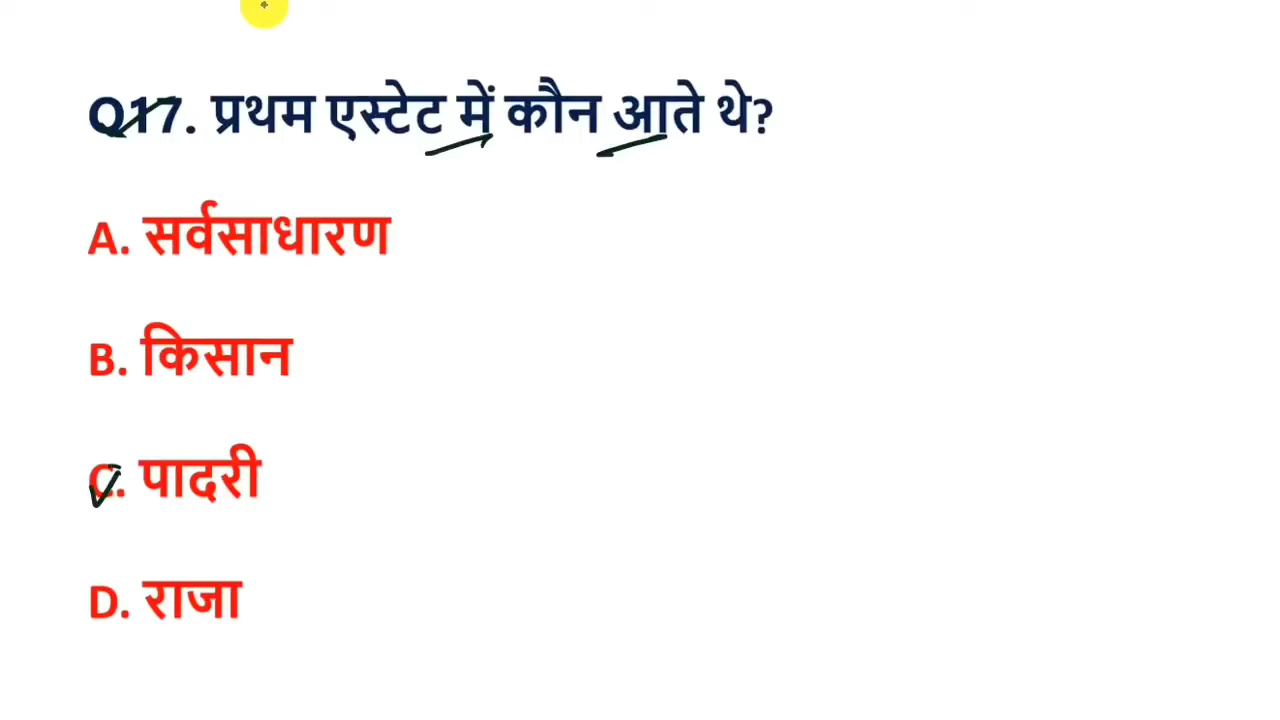 Q17. प्रथम एस्टेट में कौन आते थे?
A. सर्वसाधारण
B. किसान
C. पादरी
D. राजा